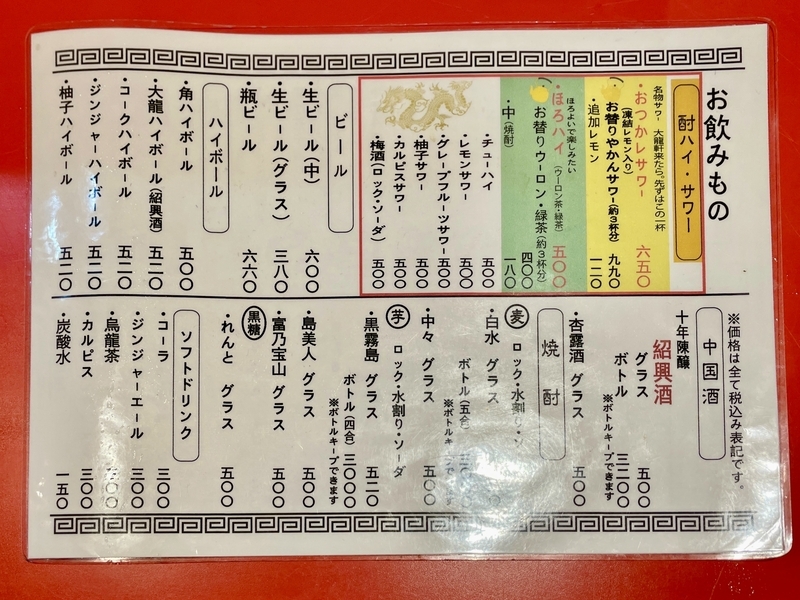 お飲みもの
酎ハイ・サワー
名物サワー 大龍軒来たら。先ずはこの一杯
・おつかレサワー 六五〇
(凍結レモン入り)
お替りやかんサワー(約3杯分) 九九〇
・追加レモン 一二〇
ほろよいで楽しみたい
・ほろハイ(ウーロン茶・緑茶) 五〇〇
お替りウーロン・緑茶(約3杯分) 四〇〇
・中(焼酎) 一八〇
・チューハイ 五〇〇
・レモンサワー 五〇〇
・グレープフルーツサワー 五〇〇
・柚子サワー 五〇〇
・カルピスサワー 五〇〇
・梅酒(ロック・ソーダ) 五〇〇
ビール
・生ビール(中) 六〇〇
・生ビール(グラス) 三八〇
・瓶ビール 六六〇
ハイボール
・角ハイボール 五〇〇
・大龍ハイボール(紹興酒) 五二〇
・コークハイボール 五二〇
・ジンジャーハイボール 五二〇
・柚子ハイボール 五二〇
※価格は全て税込み表記です。
中国酒
十年陳醸
紹興酒
グラス 五〇〇
ボトル 三二〇〇
※ボトルキープできます
・杏露酒 グラス 五〇〇
焼酎
麦 ロック・水割り・ソ
・白水 グラス
ボトル(五合)
※ボトルキープできます
・中々 グラス 五〇〇
芋 ロック・水割り・ソーダ
・黒霧島 グラス 五二〇
ボトル(四合) 三〇〇〇
※ボトルキープできます
・島美人 グラス 五〇〇
・富乃宝山 グラス 五〇〇
黒糖
・れんと グラス 五〇〇
ソフトドリンク
・コーラ 三〇〇
・ジンジャーエール 三〇〇
・烏龍茶 三〇〇
・カルピス 三〇〇
・炭酸水 一五〇